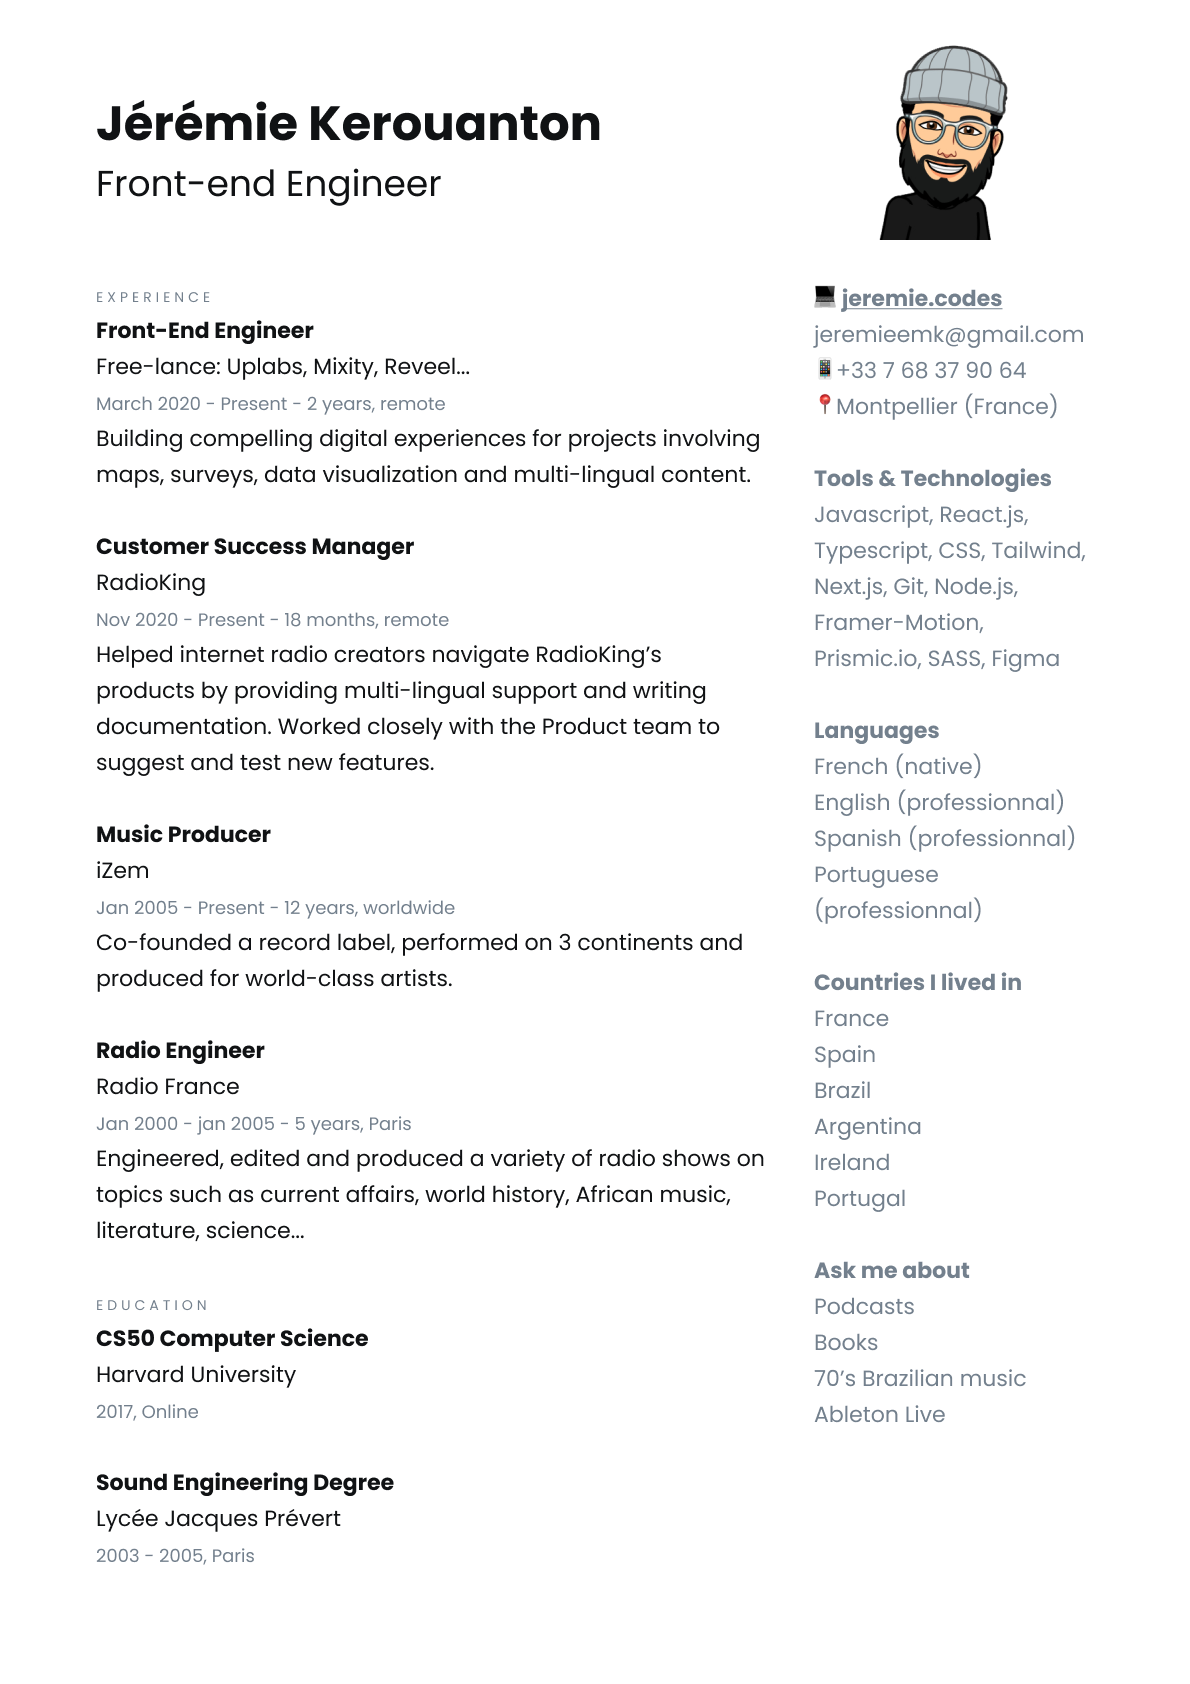 Jérémie Kerouanton
Front-end Engineer
EXPERIENCE
Front-End Engineer
Free-lance: Uplabs, Mixity, Reveel...
March 2020 - Present - 2 years, remote
Building compelling digital experiences for projects involving
maps, surveys, data visualization and multi-lingual content.
Customer Success Manager
RadioKing
Nov 2020 - Present - 18 months, remote
Helped internet radio creators navigate RadioKing’s
products by providing multi-lingual support and writing
documentation. Worked closely with the Product team to
suggest and test new features.
Music Producer
iZem
Jan 2005 - Present - 12 years, worldwide
Co-founded a record label, performed on 3 continents and
produced for world-class artists.
Radio Engineer
Radio France
Jan 2000 - jan 2005 - 5 years, Paris
Engineered, edited and produced a variety of radio shows on
topics such as current affairs, world history, African music,
literature, science...
EDUCATION
CS50 Computer Science
Harvard University
2017, Online
Sound Engineering Degree
Lycée Jacques Prévert
2003 - 2005, Paris
jeremie.codes
jeremieemk@gmail.com
+33 7 68 37 90 64
Montpellier (France)
Tools & Technologies
Javascript, React.js,
Typescript, CSS, Tailwind,
Next.js, Git, Node.js,
Framer-Motion,
Prismic.io, SASS, Figma
Languages
French (native)
English (professionnal)
Spanish (professionnal)
Portuguese
(professionnal)
Countries I lived in
France
Spain
Brazil
Argentina
Ireland
Portugal
Ask me about
Podcasts
Books
70’s Brazilian music
Ableton Live